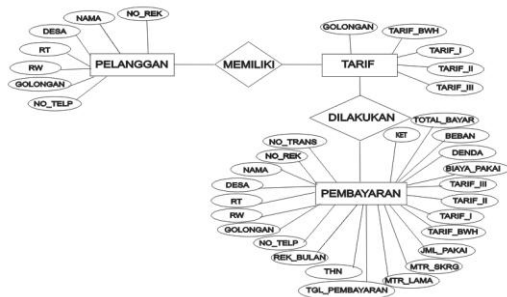 NO_REK
NAMA
DESA
RT
RW
GOLONGAN
NO_TELP
PELANGGAN
MEMILIKI
GOLONGAN
TARIF_BWH
TARIF_I
TARIF_II
TARIF_III
TARIF
DILAKUKAN
NO_TRANS
NO_REK
NAMA
DESA
RT
RW
GOLONGAN
NO_TELP
REK_BULAN
THN
TGL_PEMBAYARAN
PEMBAYARAN
KET
TOTAL_BAYAR
BEBAN
DENDA
BIAYA_PAKAI
TARIF_III
TARIF_II
TARIF_I
TARIF_BWH
JML_PAKAI
MTR_SKRG
MTR_LAMA